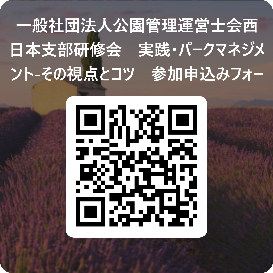 一般社団法人公園管理運営士会西
日本支部研修会　実践・パークマネジメ
ント-その視点とコツ　参加申込みフォー